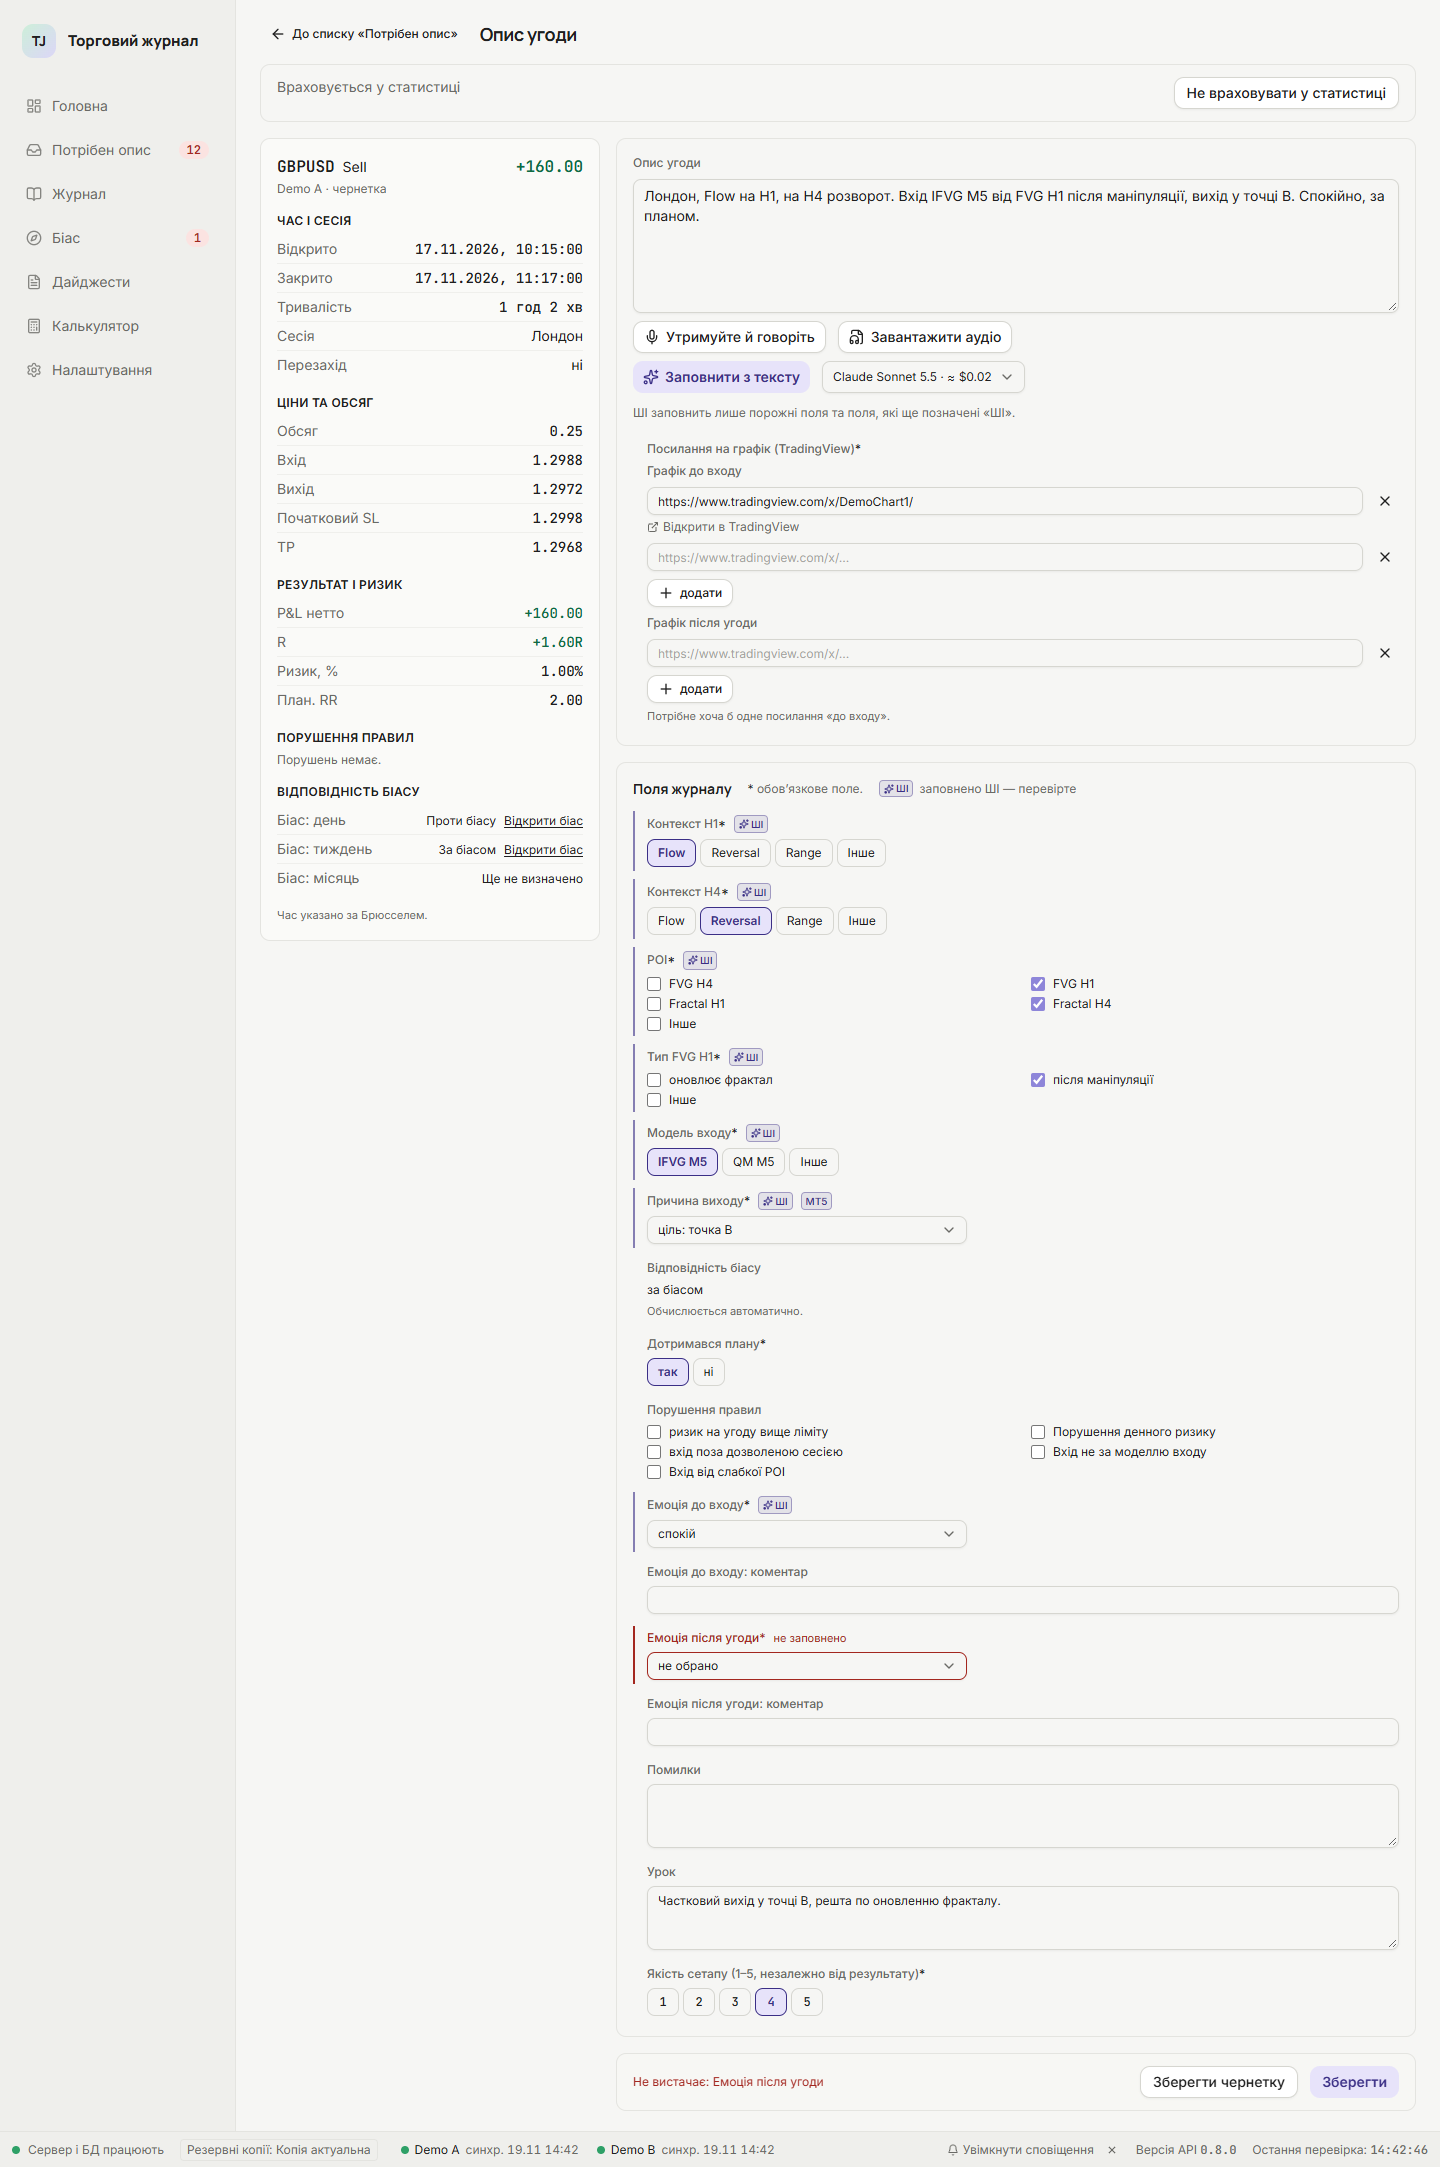 TJ Торговий журнал
Головна
Потрібен опис 12
Журнал
Біас 1
Дайджести
Калькулятор
Налаштування
До списку «Потрібен опис» Опис угоди
Враховується у статистиці Не враховувати у статистиці
GBPUSD Sell +160.00
Demo A · чернетка
ЧАС І СЕСІЯ
Відкрито 17.11.2026, 10:15:00
Закрито 17.11.2026, 11:17:00
Тривалість 1 год 2 хв
Сесія Лондон
Перезахід ні
ЦІНИ ТА ОБСЯГ
Обсяг 0.25
Вхід 1.2988
Вихід 1.2972
Початковий SL 1.2998
TP 1.2968
РЕЗУЛЬТАТ І РИЗИК
P&L нетто +160.00
R +1.60R
Ризик, % 1.00%
План. RR 2.00
ПОРУШЕННЯ ПРАВИЛ
Порушень немає.
ВІДПОВІДНІСТЬ БІАСУ
Біас: день Проти біасу Відкрити біас
Біас: тиждень За біасом Відкрити біас
Біас: місяць Ще не визначено
Час указано за Брюсселем.
Опис угоди
Лондон, Flow на H1, на H4 розворот. Вхід IFVG M5 від FVG H1 після маніпуляції, вихід у точці B. Спокійно, за
планом.
Утримуйте й говоріть Завантажити аудіо
Заповнити з тексту Claude Sonnet 5.5 · ≈ $0.02
ШІ заповнить лише порожні поля та поля, які ще позначені «ШІ».
Посилання на графік (TradingView)*
Графік до входу
https://www.tradingview.com/x/DemoChart1/
Відкрити в TradingView
https://www.tradingview.com/x/...
додати
Графік після угоди
https://www.tradingview.com/x/...
додати
Потрібне хоча б одне посилання «до входу».
Поля журналу * обов'язкове поле. ШІ заповнено ШІ — перевірте
Контекст H1* ШІ
Flow Reversal Range Інше
Контекст H4* ШІ
Flow Reversal Range Інше
POI* ШІ
FVG H4 FVG H1
Fractal H1 Fractal H4
Інше
Тип FVG H1* ШІ
оновлює фрактал після маніпуляції
Інше
Модель входу* ШІ
IFVG M5 QM M5 Інше
Причина виходу* ШІ MT5
ціль: точка B
Відповідність біасу
за біасом
Обчислюється автоматично.
Дотримався плану*
так ні
Порушення правил
ризик на угоду вище ліміту Порушення денного ризику
вхід поза дозволеною сесією Вхід не за моделлю входу
Вхід від слабкої POI
Емоція до входу* ШІ
спокій
Емоція до входу: коментар
Емоція після угоди* не заповнено
не обрано
Емоція після угоди: коментар
Помилки
Урок
Частковий вихід у точці B, решта по оновленню фракталу.
Якість сетапу (1–5, незалежно від результату)*
1 2 3 4 5
Не вистачає: Емоція після угоди Зберегти чернетку Зберегти
Сервер і БД працюють Резервні копії: Копія актуальна Demo A синхр. 19.11 14:42 Demo B синхр. 19.11 14:42 Увімкнути сповіщення Версія API 0.8.0 Остання перевірка: 14:42:46